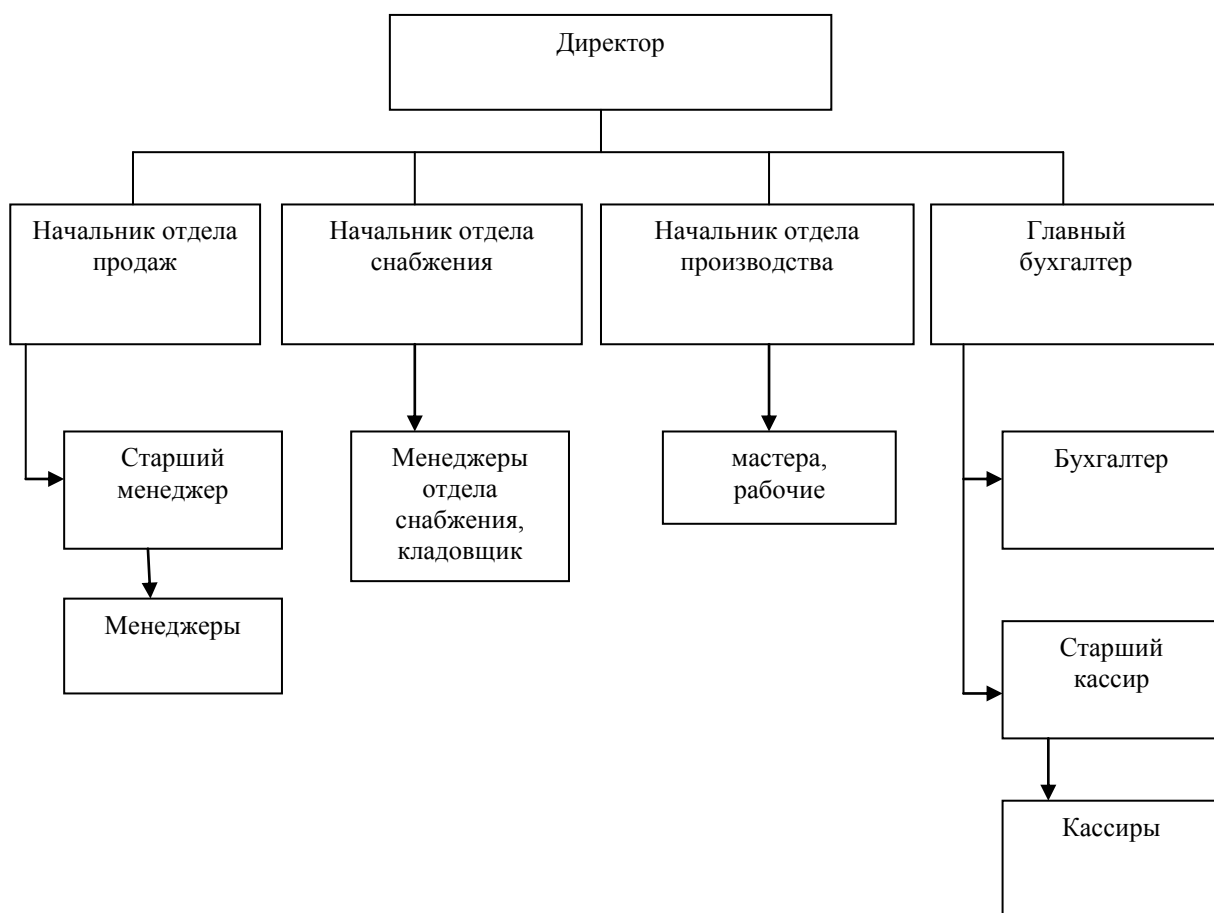 Директор
Начальник отдела
продаж
Начальник отдела
снабжения
Начальник отдела
производства
Главный
бухгалтер
Старший
менеджер
Менеджеры
отдела
снабжения,
кладовщик
мастера,
рабочие
Бухгалтер
Менеджеры
Старший
кассир
Кассиры